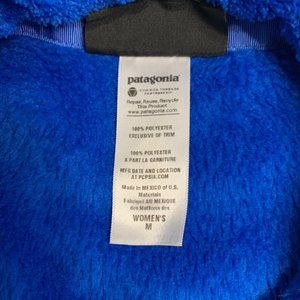 patagonia
COMMON THREADS
PARTNERSHIP
Repair, Reuse, Recycle
This Product
www.patagonia.com
100% POLYESTER
EXCLUSIVE OF TRIM
100% POLYESTER
A PART LA GARNITURE
MFG DATE AND LOCATION
AT PCPSIA.COM
Made in MEXICO of U.S.
Materials
Fabriqué AU MEXIQUE
des Matières des
WOMEN'S
M